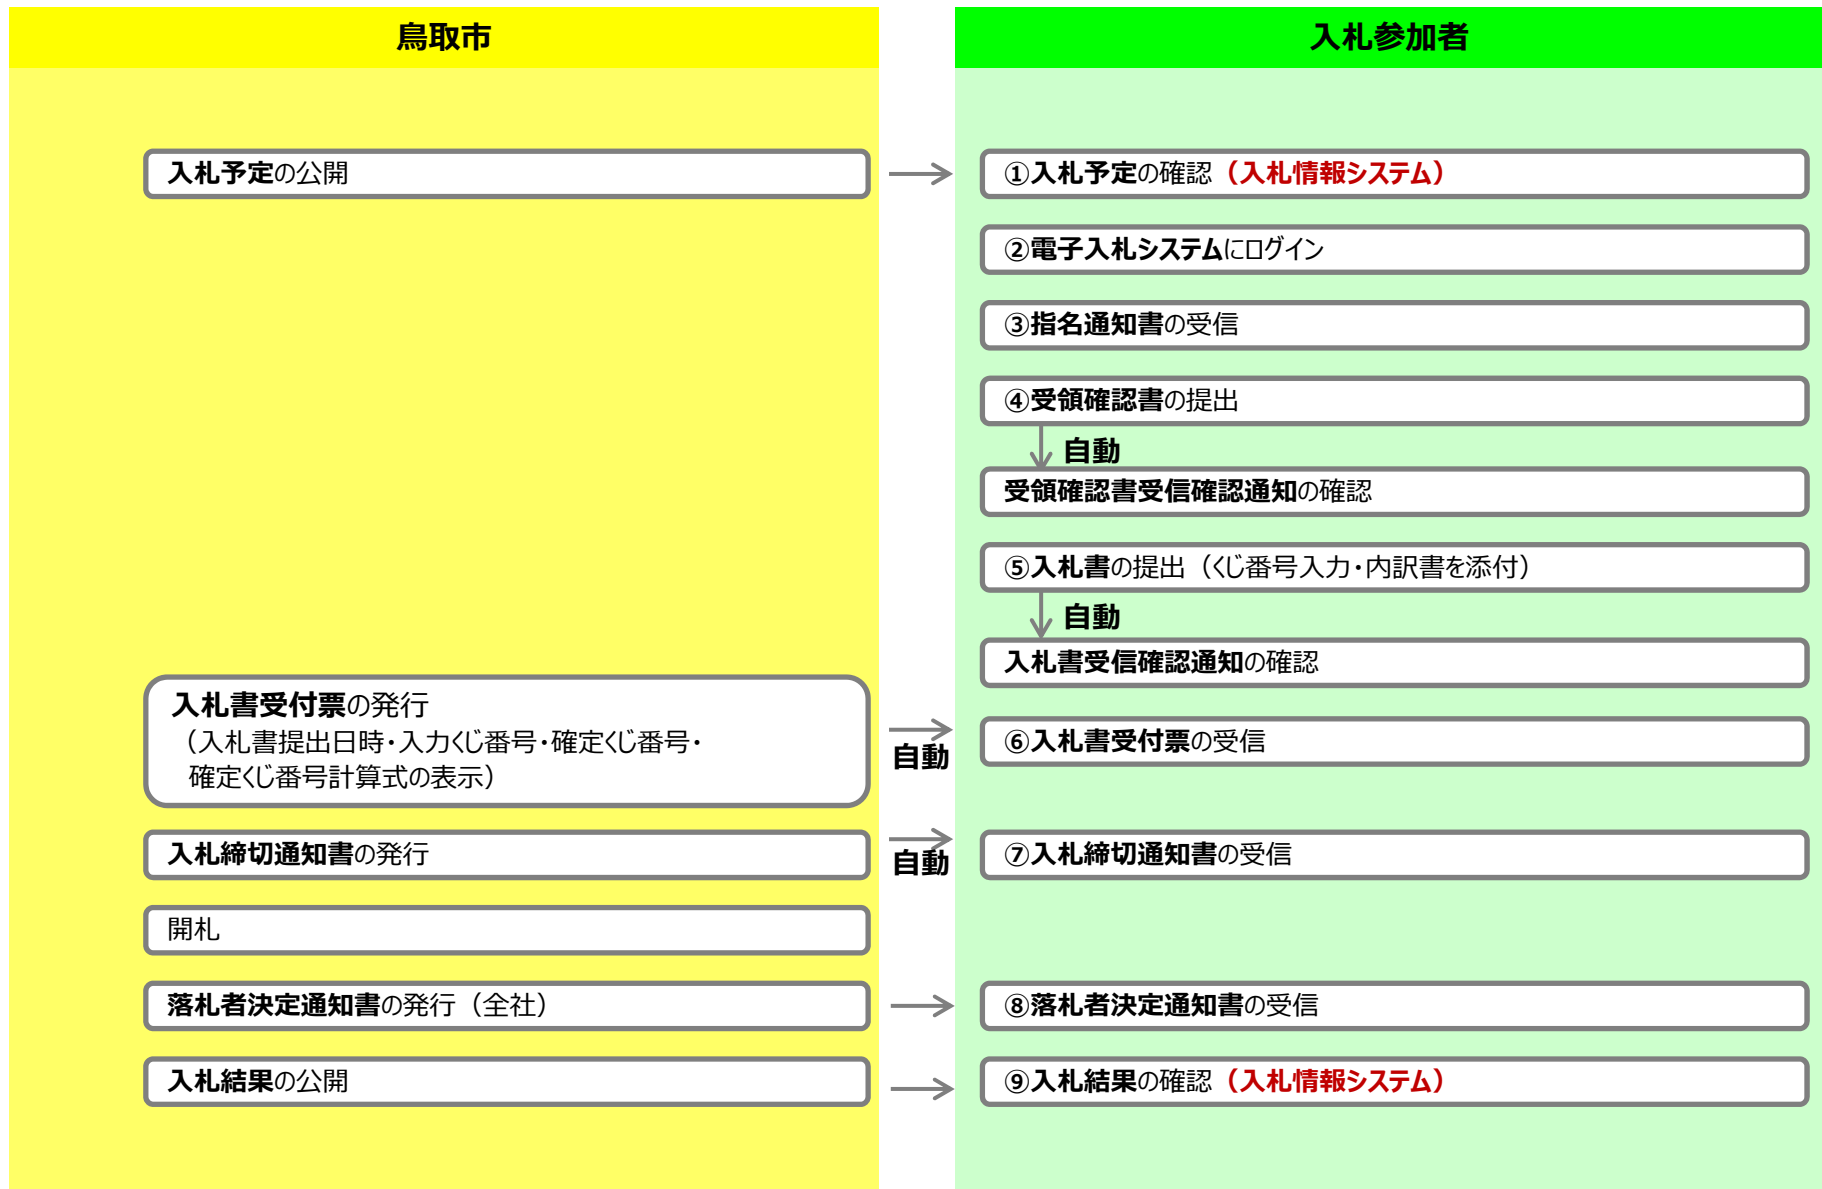 鳥取市
入札参加者
入札予定の公開
①入札予定の確認（入札情報システム）
②電子入札システムにログイン
③指名通知書の受信
④受領確認書の提出
自動
受領確認書受信確認通知の確認
⑤入札書の提出（くじ番号入力・内訳書を添付）
自動
入札書受信確認通知の確認
入札書受付票の発行
（入札書提出日時・入力くじ番号・確定くじ番号・
確定くじ番号計算式の表示）
自動
⑥入札書受付票の受信
入札締切通知書の発行
自動
⑦入札締切通知書の受信
開札
落札者決定通知書の発行（全社）
⑧落札者決定通知書の受信
入札結果の公開
⑨入札結果の確認（入札情報システム）